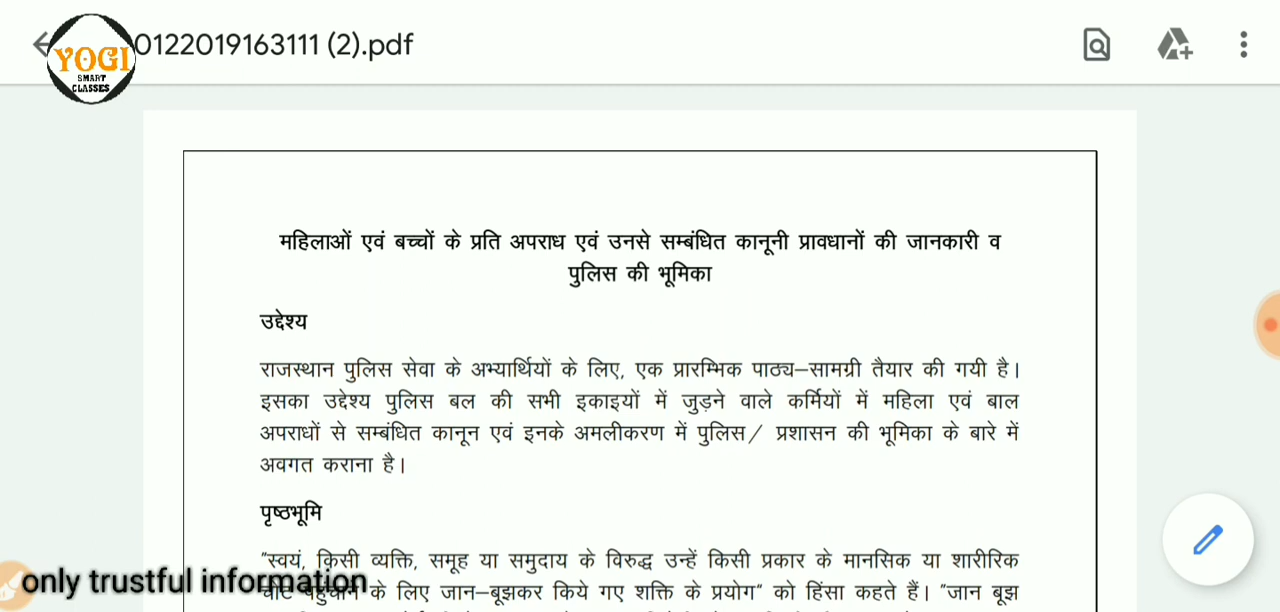 0122019163111 (2).pdf
YOGI
SMART
CLASSES
महिलाओं एवं बच्चों के प्रति अपराध एवं उनसे सम्बंधित कानूनी प्रावधानों की जानकारी व
पुलिस की भूमिका
उद्देश्य
राजस्थान पुलिस सेवा के अभ्यार्थियों के लिए, एक प्रारम्भिक पाठ्य–सामग्री तैयार की गयी है।
इसका उद्देश्य पुलिस बल की सभी इकाइयों में जुड़ने वाले कर्मियों में महिला एवं बाल
अपराधों से सम्बंधित कानून एवं इनके अमलीकरण में पुलिस/ प्रशासन की भूमिका के बारे में
अवगत कराना है।
पृष्ठभूमि
"स्वयं, किसी व्यक्ति, समूह या समुदाय के विरुद्ध उन्हें किसी प्रकार के मानसिक या शारीरिक
के लिए जान–बूझकर किये गए शक्ति के प्रयोग" को हिंसा कहते हैं। "जान बूझ
only trustful information